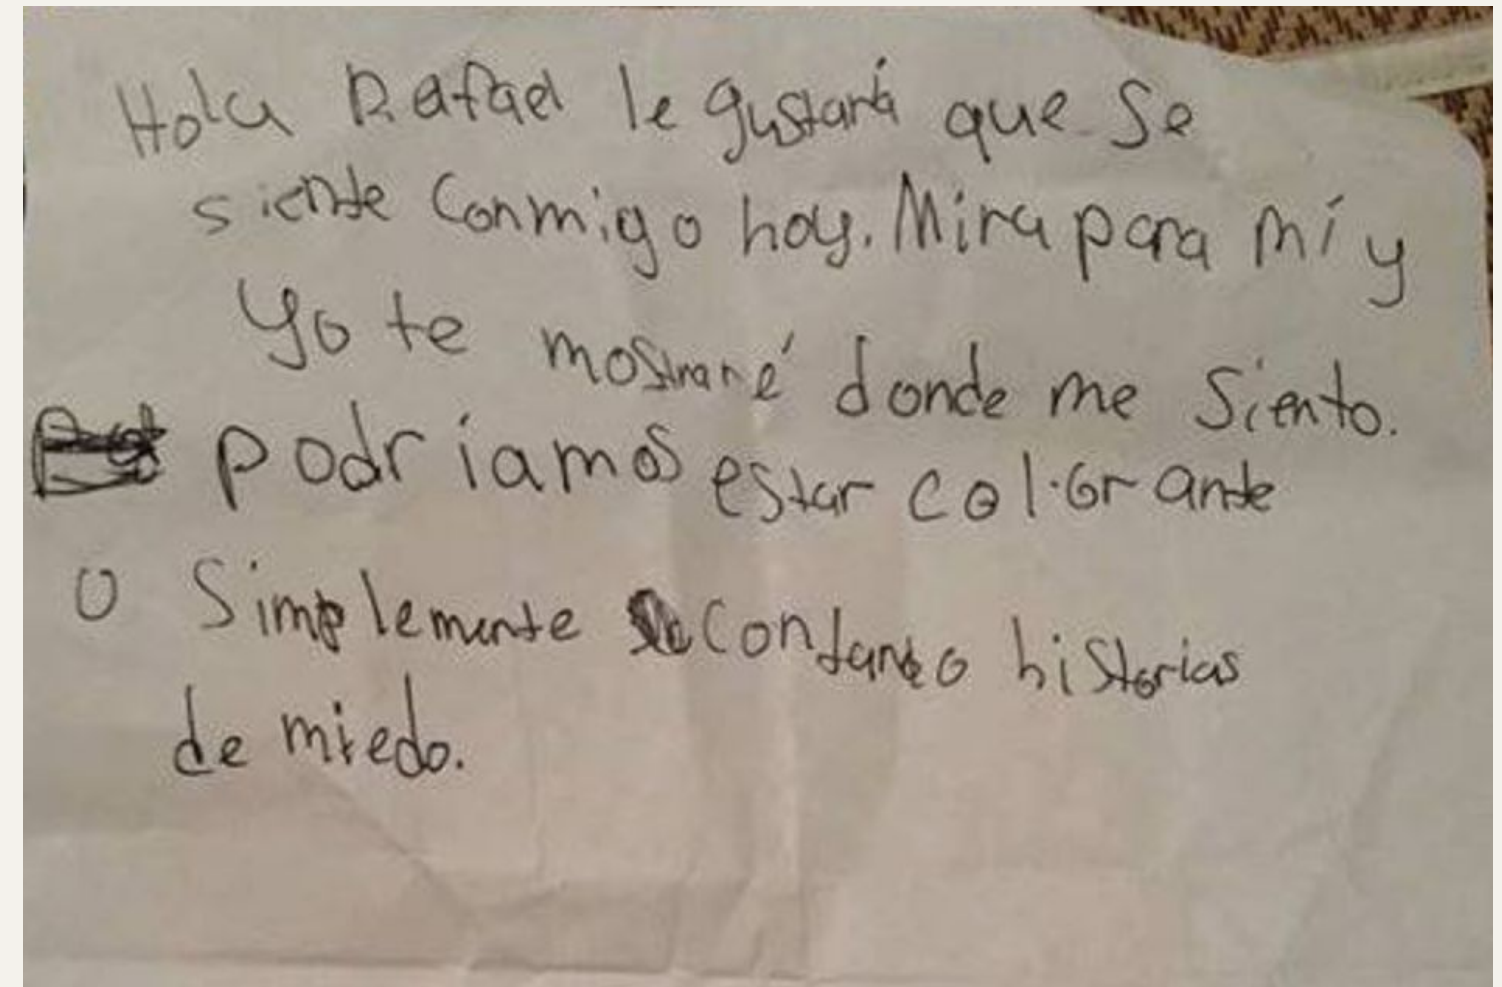 Hola Rafael le gustará que se
siente conmigo hoy. Mira para mí y
Yo te mostraré donde me siento.
podriamos estar colorante
o Simplemente contando historias
de miedo.